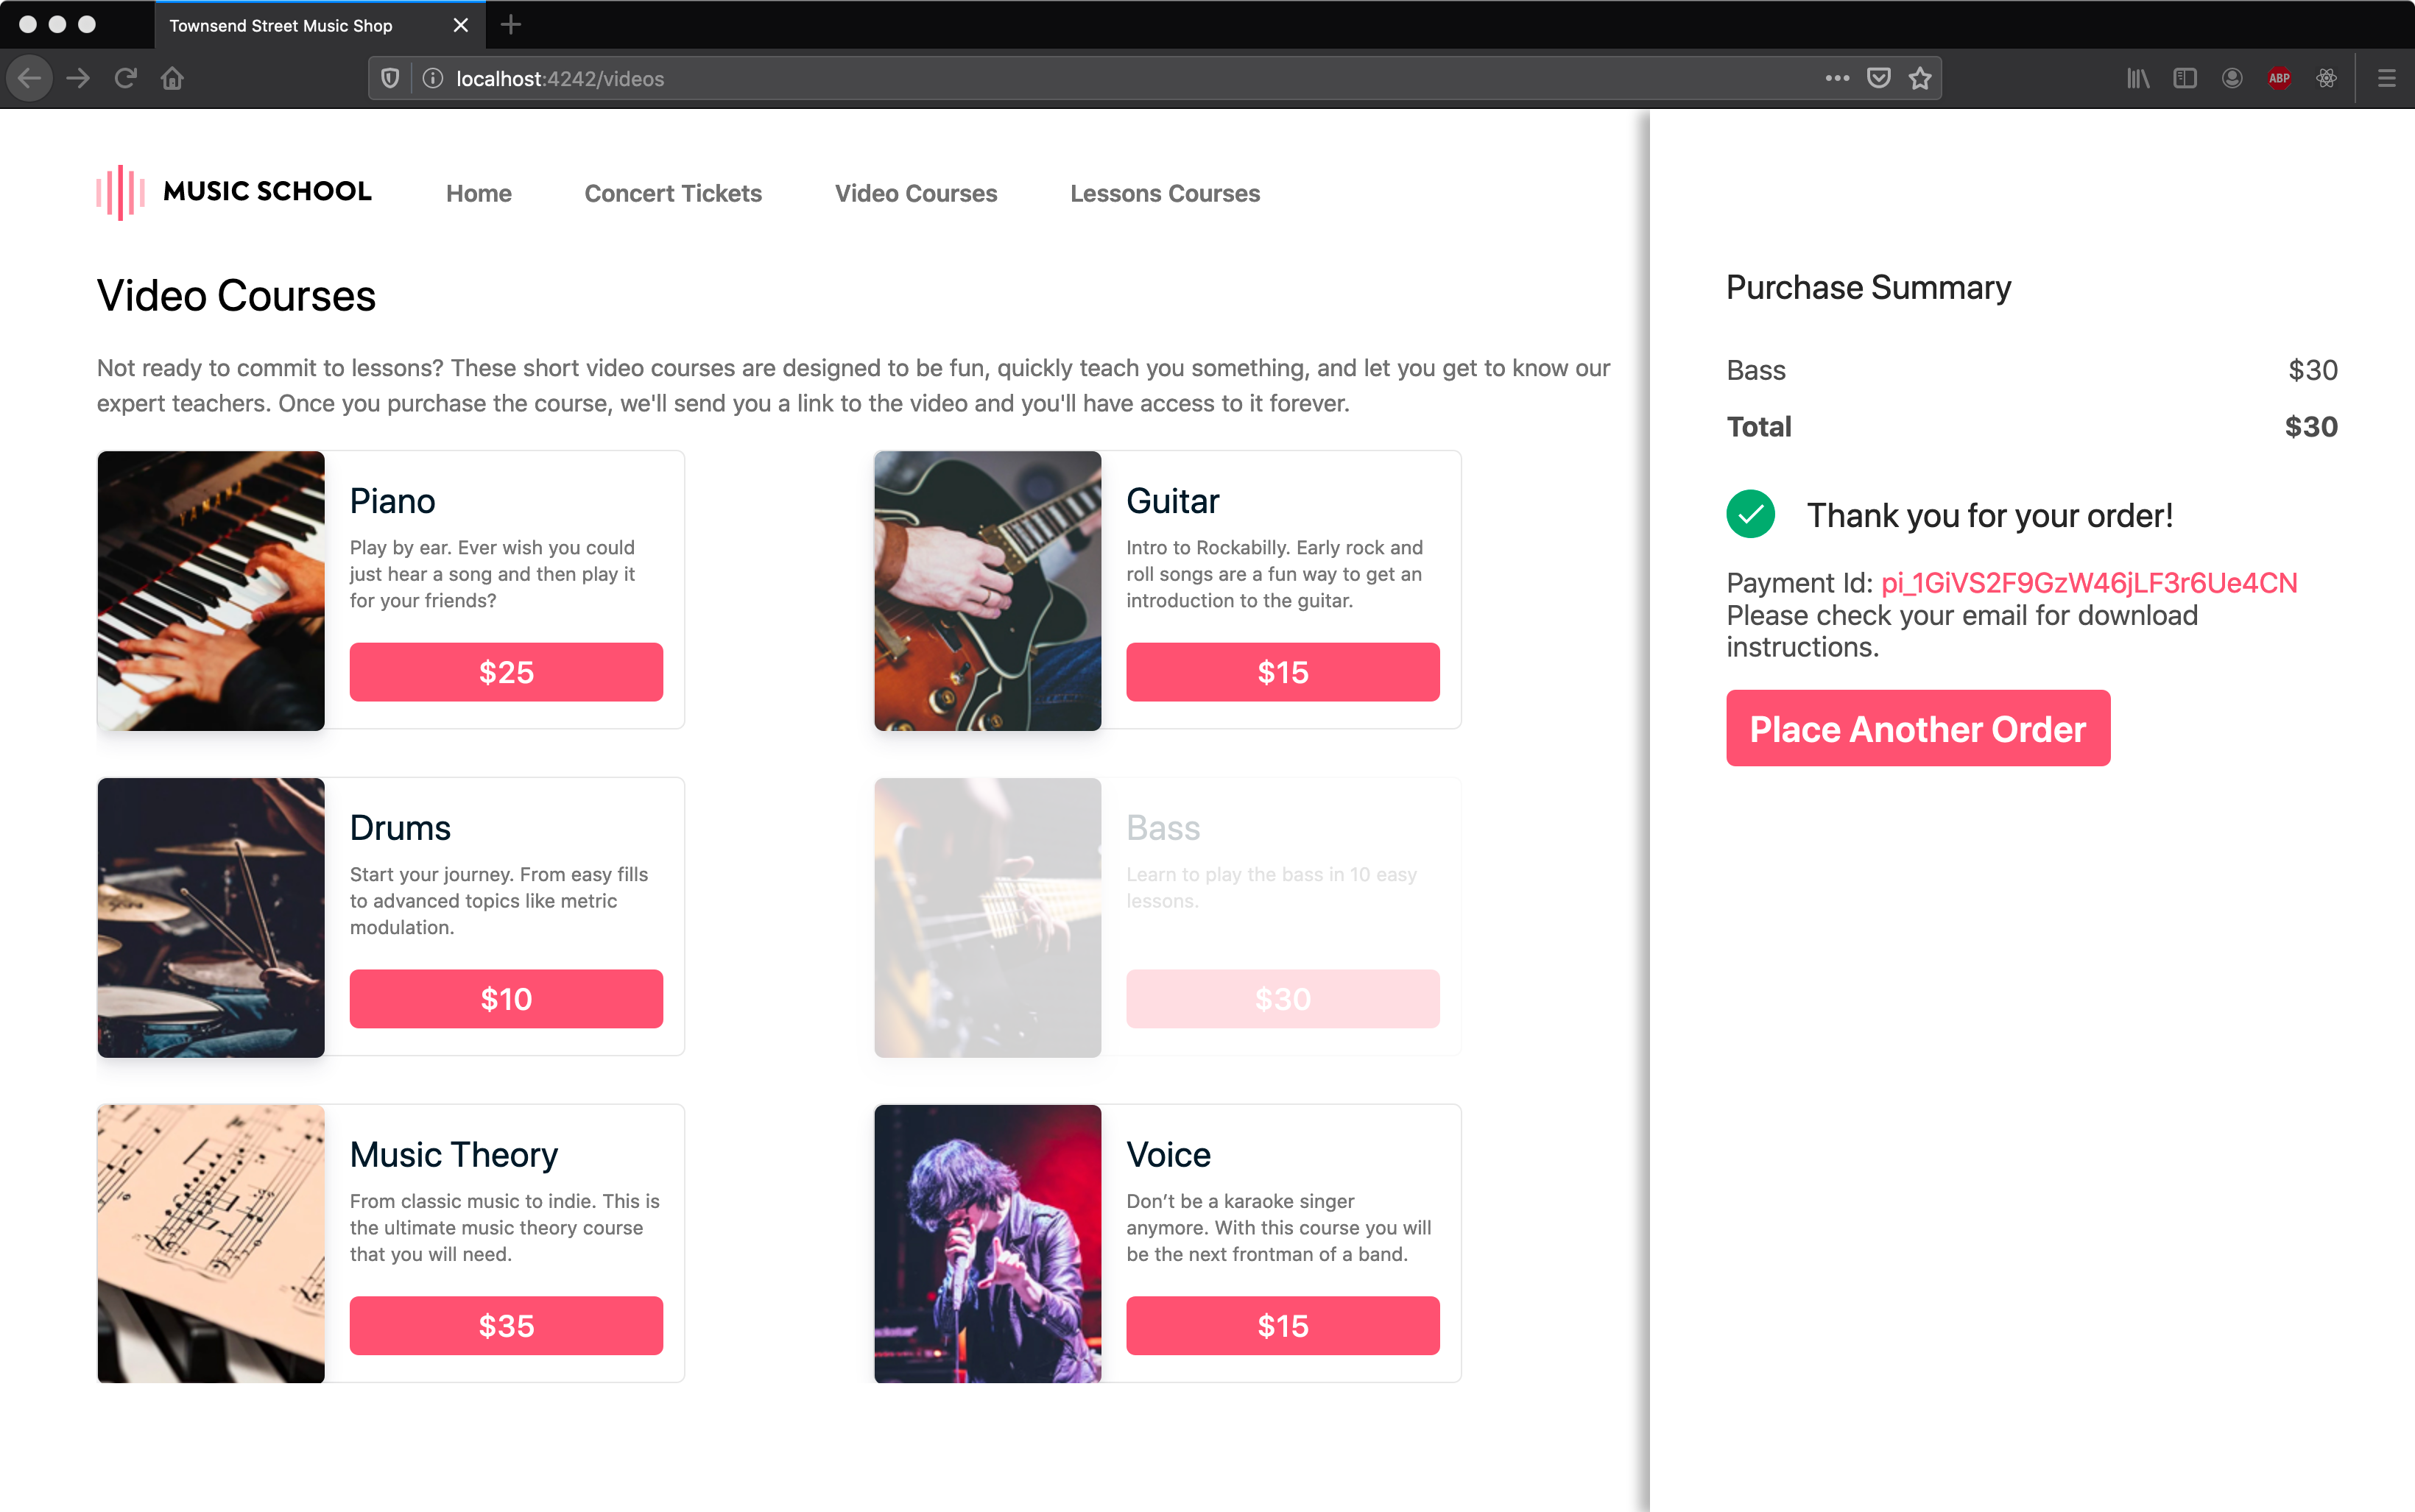 Townsend Street Music Shop
localhost:4242/videos
ABP
MUSIC SCHOOL
Home
Concert Tickets
Video Courses
Lessons Courses
Video Courses
Not ready to commit to lessons? These short video courses are designed to be fun, quickly teach you something, and let you get to know our
expert teachers. Once you purchase the course, we'll send you a link to the video and you'll have access to it forever.
YAMAHA
Piano
Play by ear. Ever wish you could
just hear a song and then play it
for your friends?
$25
Guitar
Intro to Rockabilly. Early rock and
roll songs are a fun way to get an
introduction to the guitar.
$15
Drums
Start your journey. From easy fills
to advanced topics like metric
modulation.
$10
Bass
Learn to play the bass in 10 easy
lessons.
$30
Music Theory
From classic music to indie. This is
the ultimate music theory course
that you will need.
$35
Voice
Don’t be a karaoke singer
anymore. With this course you will
be the next frontman of a band.
$15
Purchase Summary
Bass $30
Total $30
Thank you for your order!
Payment Id: pi_1GiVS2F9GzW46jLF3r6Ue4CN
Please check your email for download
instructions.
Place Another Order